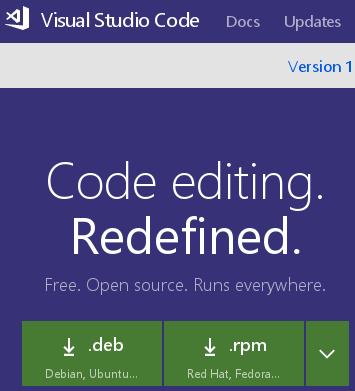 Visual Studio Code Docs Updates
Version 1
Code editing.
Redefined.
Free. Open source. Runs everywhere.
.deb .rpm
Debian, Ubuntu... Red Hat, Fedora...